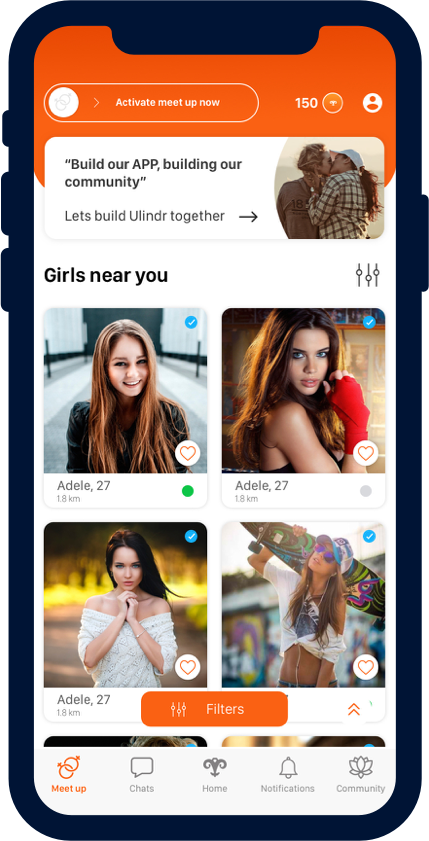 Activate meet up now
150
“Build our APP, building our
community”
Lets build Ulindr together
Girls near you
Adele, 27
1.8 km
Adele, 27
1.8 km
Adele, 27
1.8 km
Filters
Meet up
Chats
Home
Notifications
Community